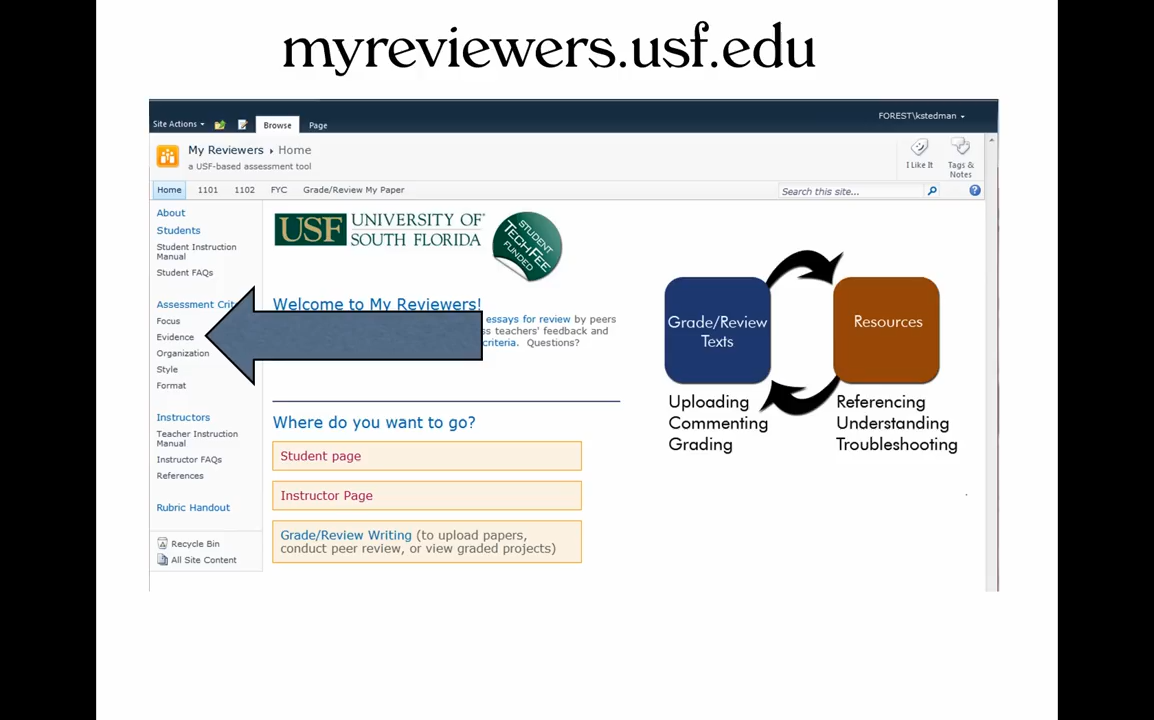 myreviewers.usf.edu
Site Actions
Browse
Page
FOREST\kstedman
My Reviewers ▸ Home
a USF-based assessment tool
I Like It
Tags &
Notes
Home
1101
1102
FYC
Grade/Review My Paper
Search this site...
About
Students
Student Instruction
Manual
Student FAQs
Assessment
Focus
Evidence
Organization
Style
Format
Instructors
Teacher Instruction
Manual
Instructor FAQs
References
Rubric Handout
Recycle Bin
All Site Content
USF
UNIVERSITY OF
SOUTH FLORIDA
STUDENT
TECH FEE
FUNDED
Welcome to My Reviewers!
essays for review by peers
teachers' feedback and
criteria. Questions?
Where do you want to go?
Student page
Instructor Page
Grade/Review Writing (to upload papers,
conduct peer review, or view graded projects)
Grade/Review
Texts
Uploading
Commenting
Grading
Resources
Referencing
Understanding
Troubleshooting